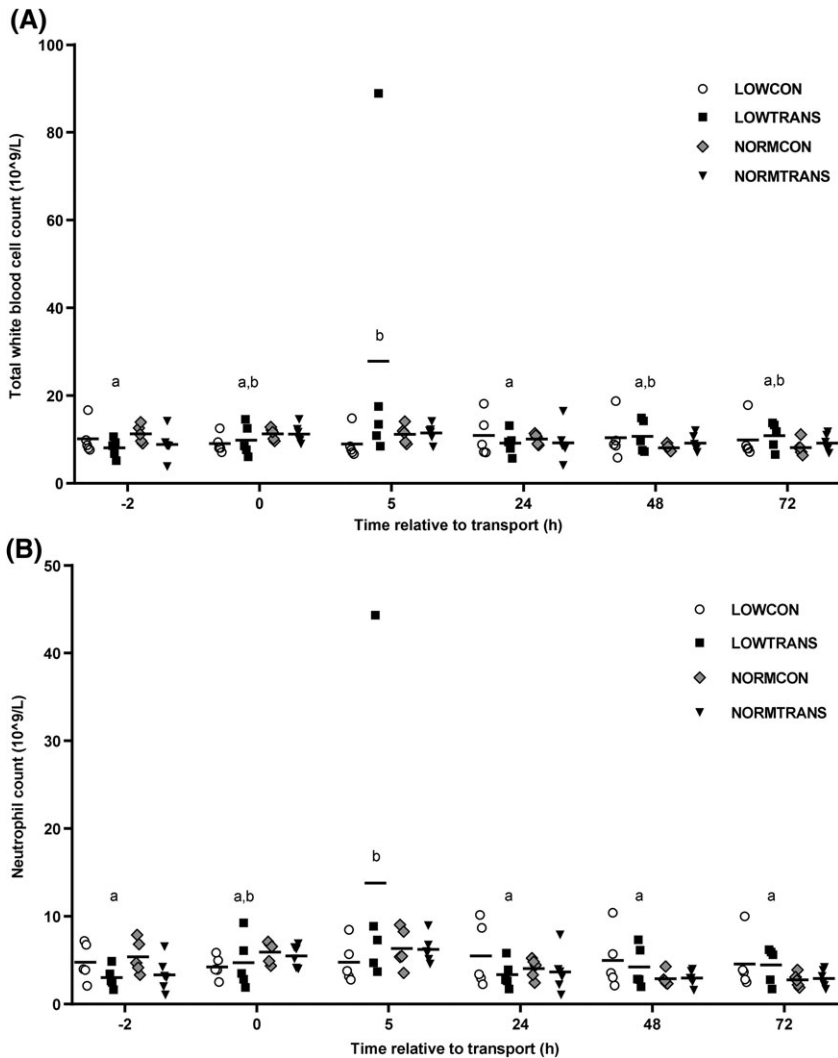 (A)
100
80
60
40
20
0
Total white blood cell count (10^9/L)
LOWCON
LOWTRANS
NORMCON
NORMTRANS
a
a,b
b
a
a,b
a,b
-2
0
5
24
48
72
Time relative to transport (h)
(B)
50
40
30
20
10
0
Neutrophil count (10^9/L)
LOWCON
LOWTRANS
NORMCON
NORMTRANS
a
a,b
b
a
a
a
-2
0
5
24
48
72
Time relative to transport (h)